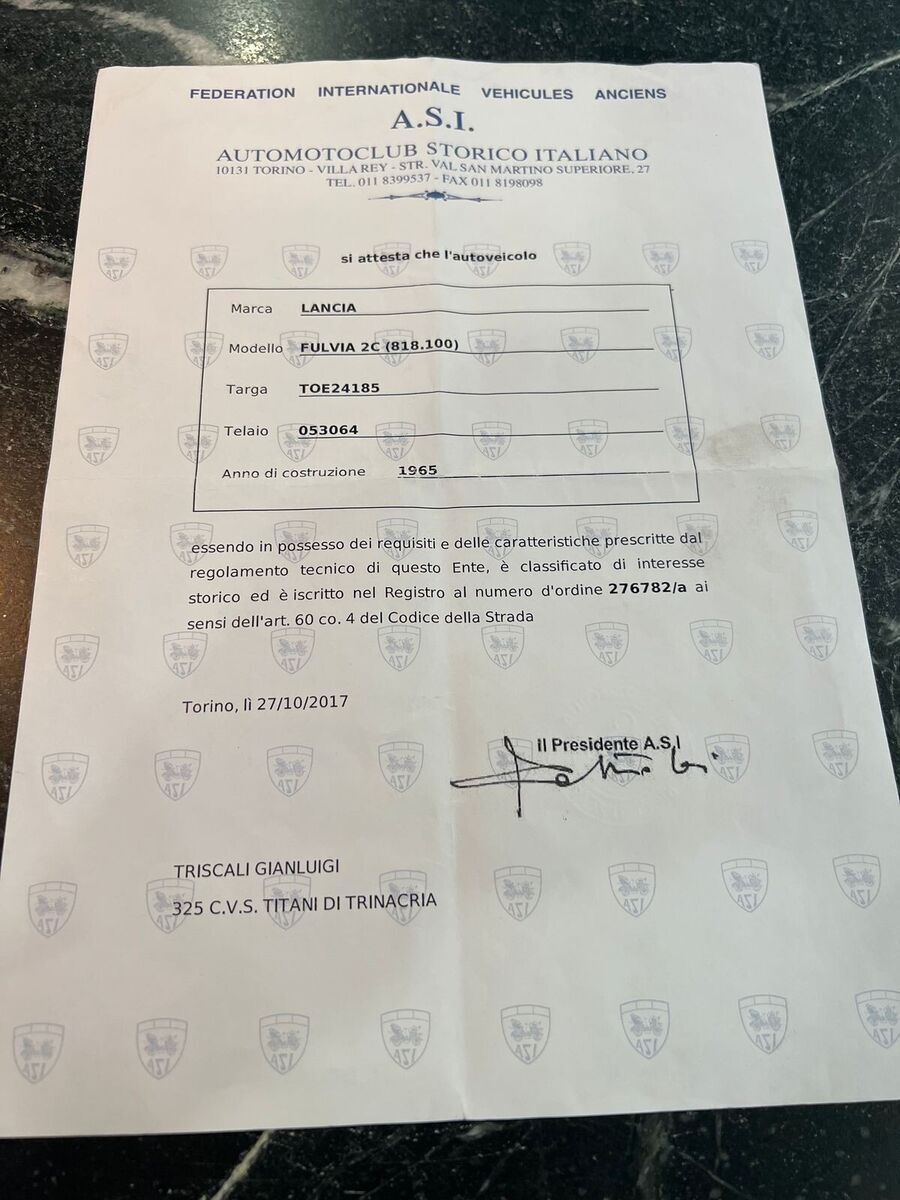 FEDERATION INTERNATIONALE VEHICULES ANCIENS
A.S.I.
AUTOMOTOCLUB STORICO ITALIANO
10131 TORINO - VILLA REY - STR. VAL SAN MARTINO SUPERIORE, 27
TEL. 011 8399537 - FAX 011 8198098
si attesta che l'autoveicolo
Marca LANCIA
Modello FULVIA 2C (818.100)
Targa TOE24185
Telaio 053064
Anno di costruzione 1965
essendo in possesso dei requisiti e delle caratteristiche prescritte dal
regolamento tecnico di questo Ente, è classificato di interesse
storico ed è iscritto nel Registro al numero d'ordine 276782/a ai
sensi dell'art. 60 co. 4 del Codice della Strada
Torino, lì 27/10/2017
il Presidente A.S.I
TRISCALI GIANLUIGI
325 C.V.S. TITANI DI TRINACRIA